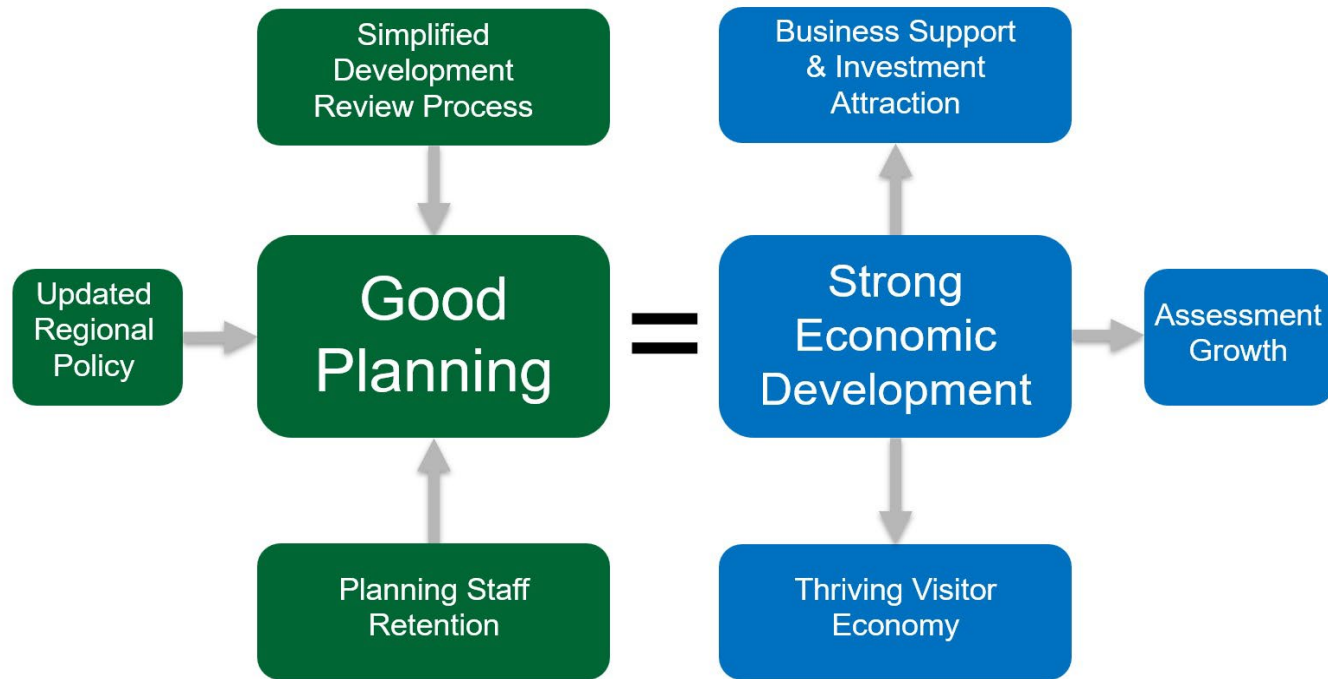 Simplified
Development
Review Process
Business Support
& Investment
Attraction
Updated
Regional
Policy
Good
Planning
=
Strong
Economic
Development
Assessment
Growth
Planning Staff
Retention
Thriving Visitor
Economy